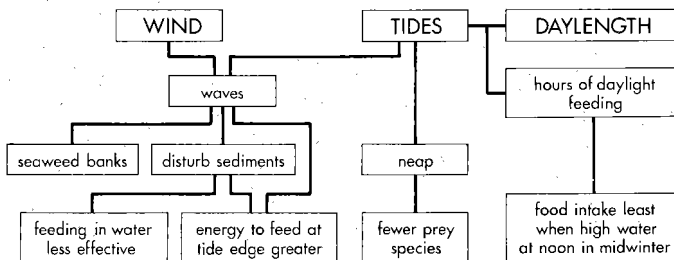 WIND
TIDES
DAYLENGTH
waves
hours of daylight
feeding
seaweed banks
disturb sediments
neap
feeding in water
less effective
energy to feed at
tide edge greater
fewer prey
species
food intake least
when high water
at noon in midwinter